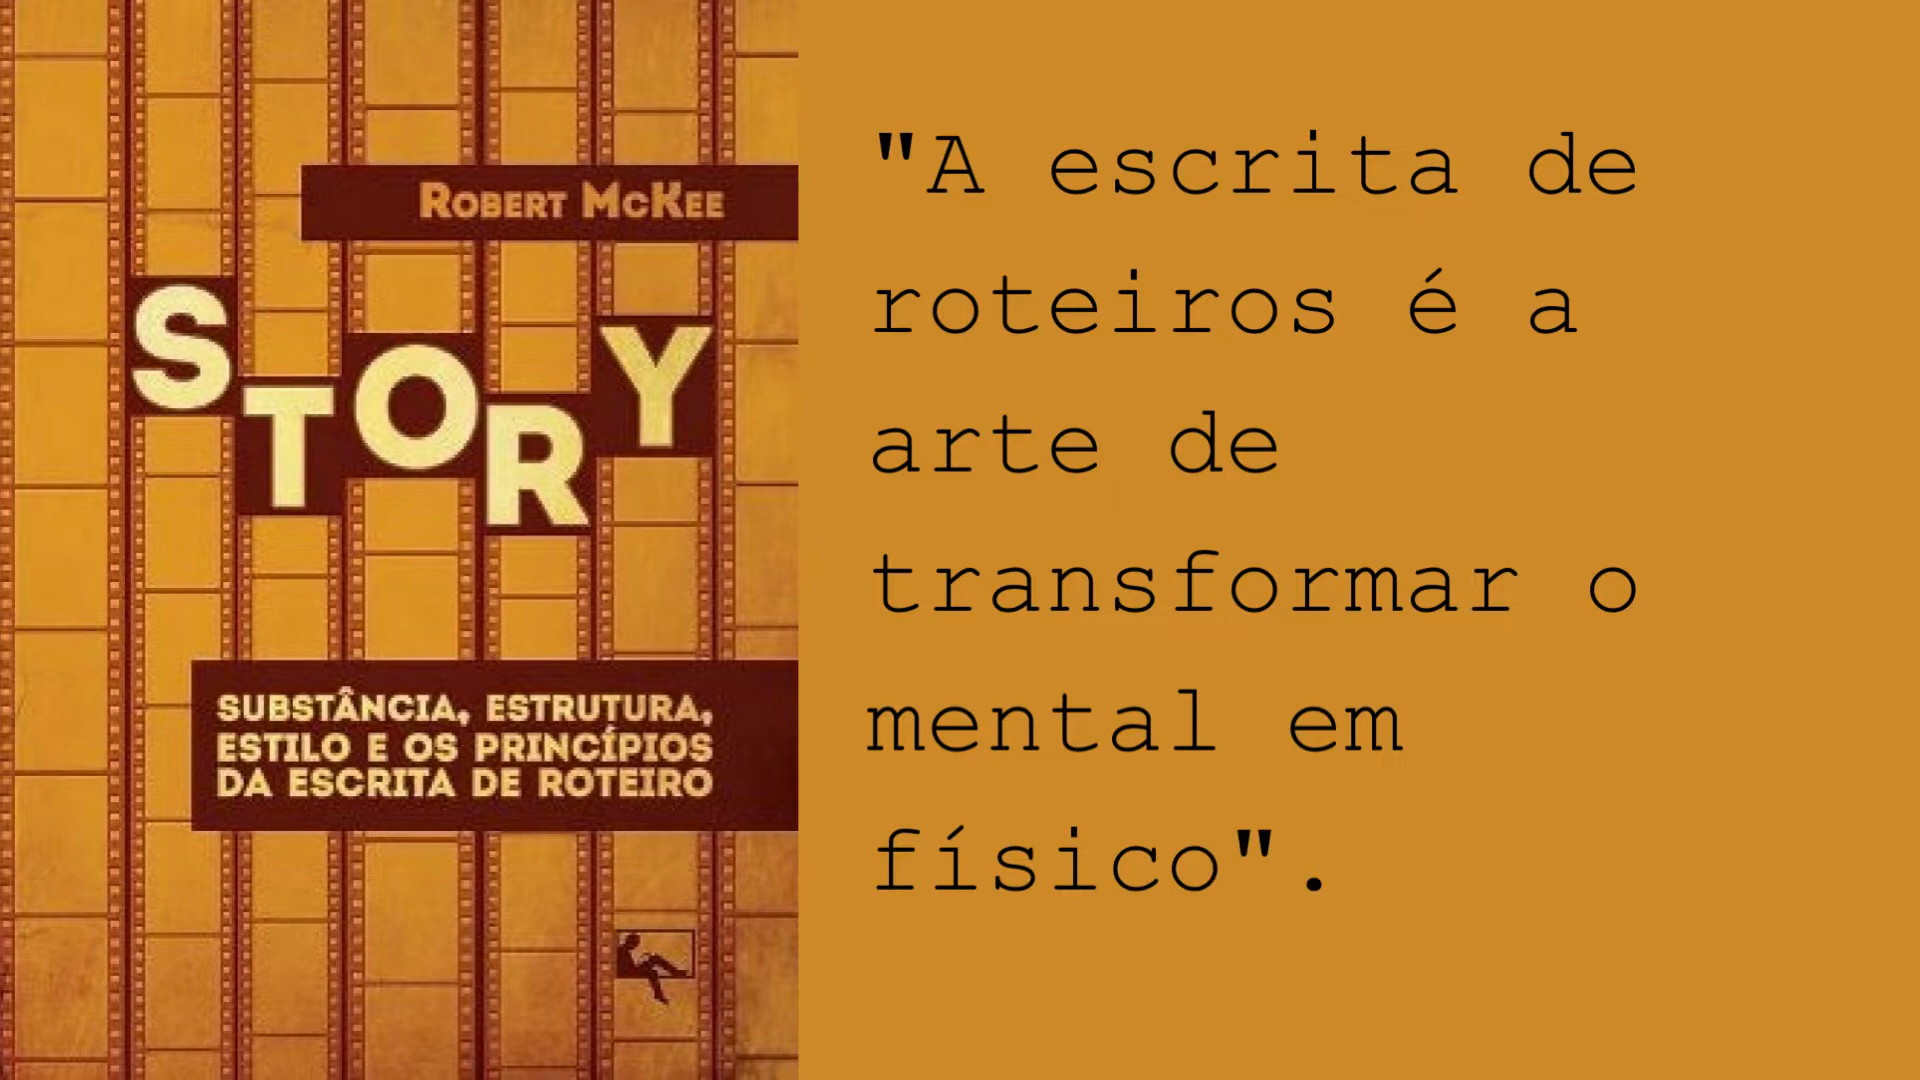 ROBERT MCKEE
STORY
SUBSTÂNCIA, ESTRUTURA,
ESTILO E OS PRINCÍPIOS
DA ESCRITA DE ROTEIRO
"A escrita de
roteiros é a
arte de
transformar o
mental em
físico".